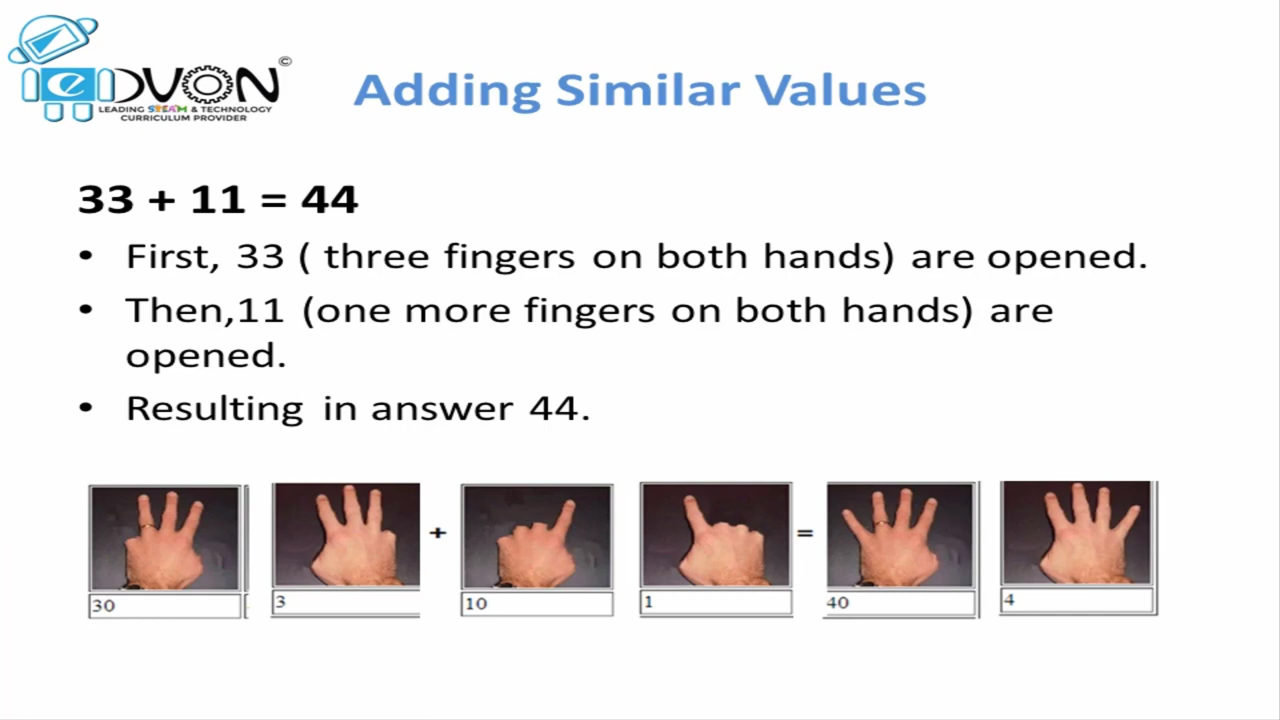 ieDVON ©
LEADING STEAM & TECHNOLOGY
CURRICULUM PROVIDER
Adding Similar Values
33 + 11 = 44
• First, 33 ( three fingers on both hands) are opened.
• Then,11 (one more fingers on both hands) are
opened.
• Resulting in answer 44.
+ =
30 3 10 1 40 4